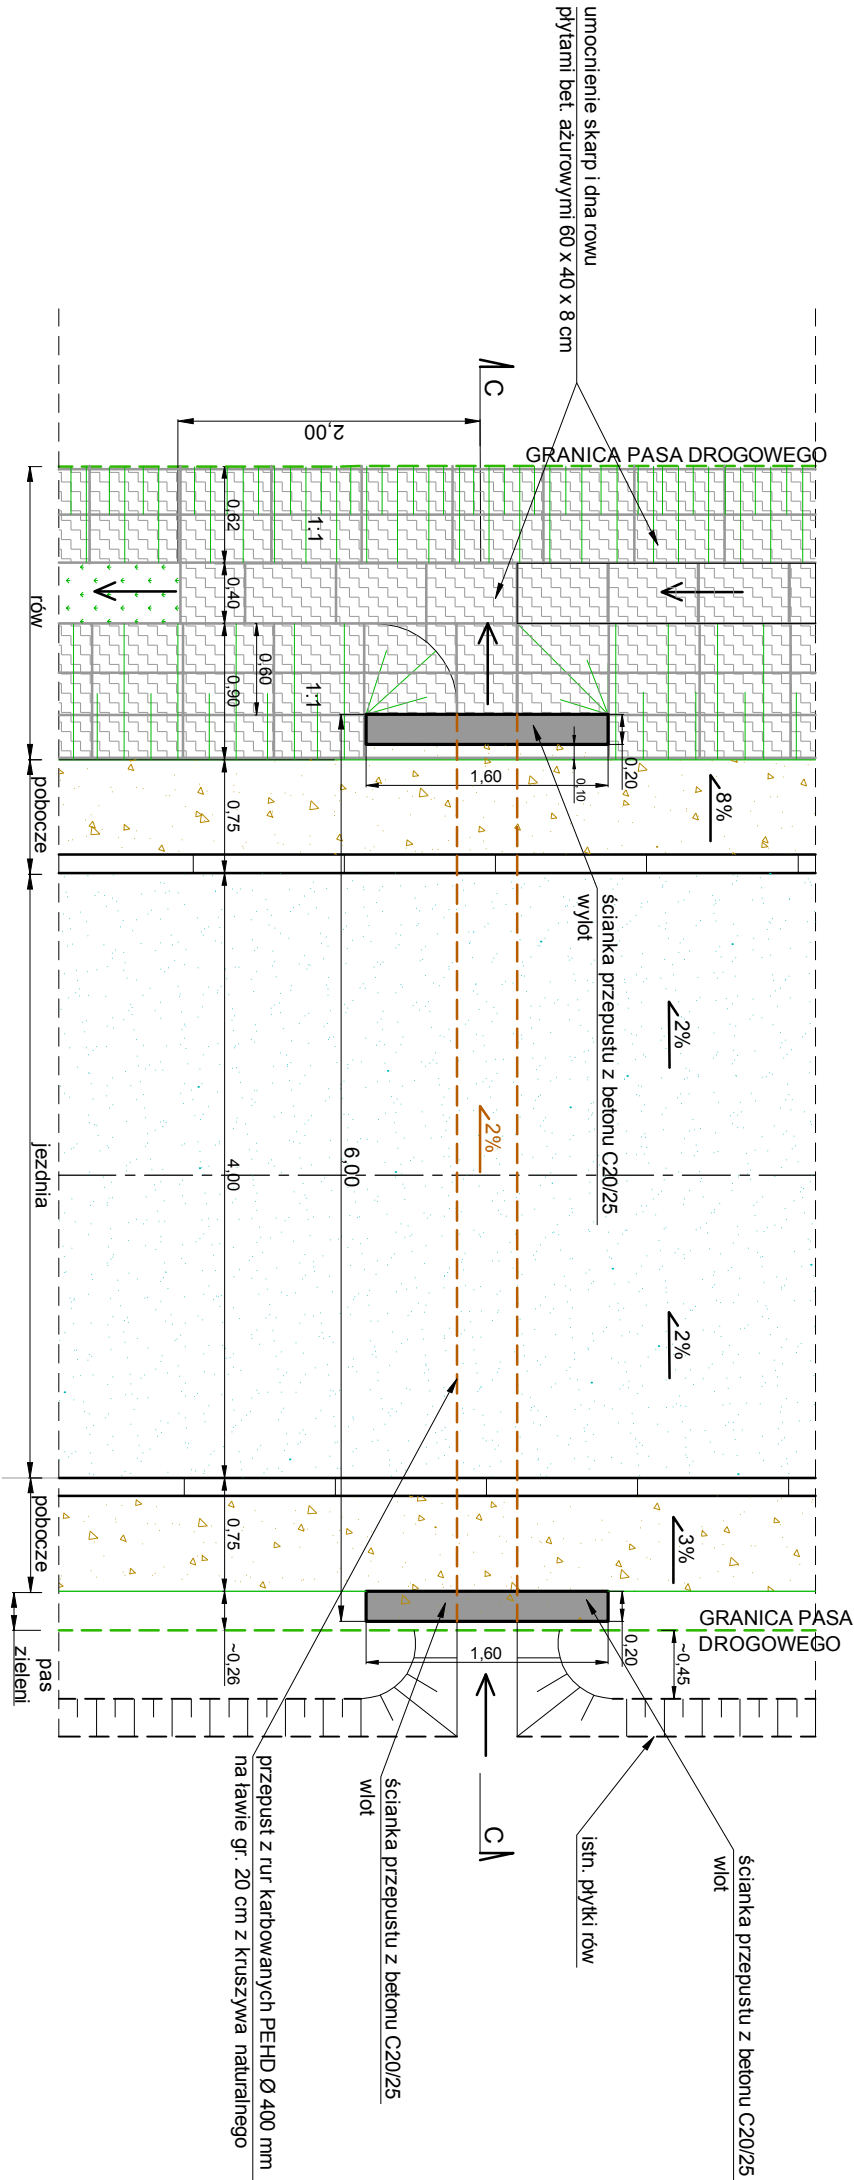 umocnienie skarp i dna rowu
płytami bet. ażurowymi 60 x 40 x 8 cm
C
2,00
GRANICA PASA DROGOWEGO
0,62
1:1
0,40
0,60
0,90
1:1
rów
0,20
0,10
1,60
8%
0,75
pobocze
ścianka przepustu z betonu C20/25
wylot
2%
2%
2%
6,00
4,00
jezdnia
3%
0,75
pobocze
GRANICA PASA
DROGOWEGO
0,20
1,60
~0,45
~0,26
pas
zieleni
C
ścianka przepustu z betonu C20/25
wlot
istn. płytki rów
ścianka przepustu z betonu C20/25
wlot
przepust z rur karbowanych PEHD Ø 400 mm
na ławie gr. 20 cm z kruszywa naturalnego